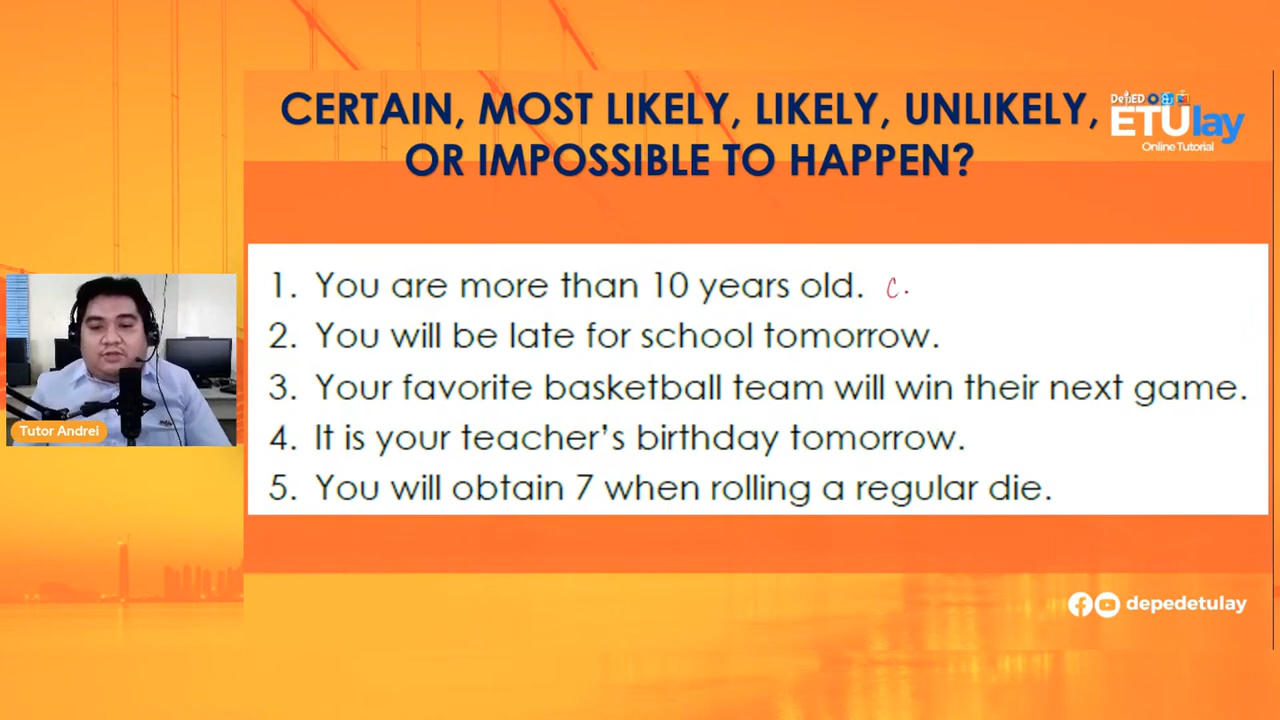 CERTAIN, MOST LIKELY, LIKELY, UNLIKELY,
OR IMPOSSIBLE TO HAPPEN?
DepED
ETUlay
Online Tutorial
1. You are more than 10 years old. C.
2. You will be late for school tomorrow.
3. Your favorite basketball team will win their next game.
4. It is your teacher’s birthday tomorrow.
5. You will obtain 7 when rolling a regular die.
Tutor Andrei
depedetulay